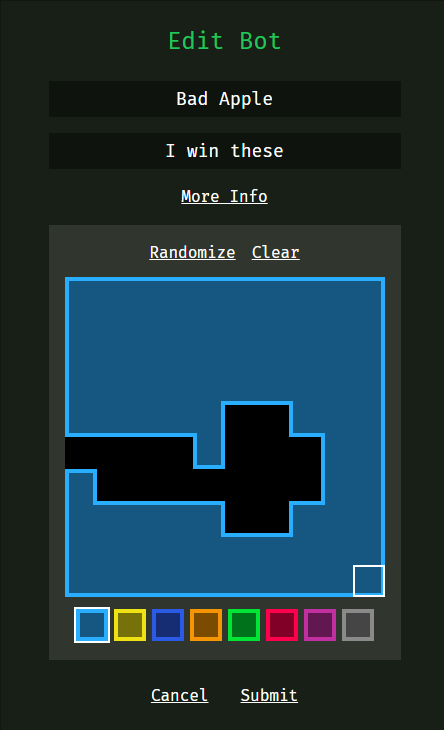 Edit Bot
Bad Apple
I win these
More Info
Randomize Clear
Cancel Submit